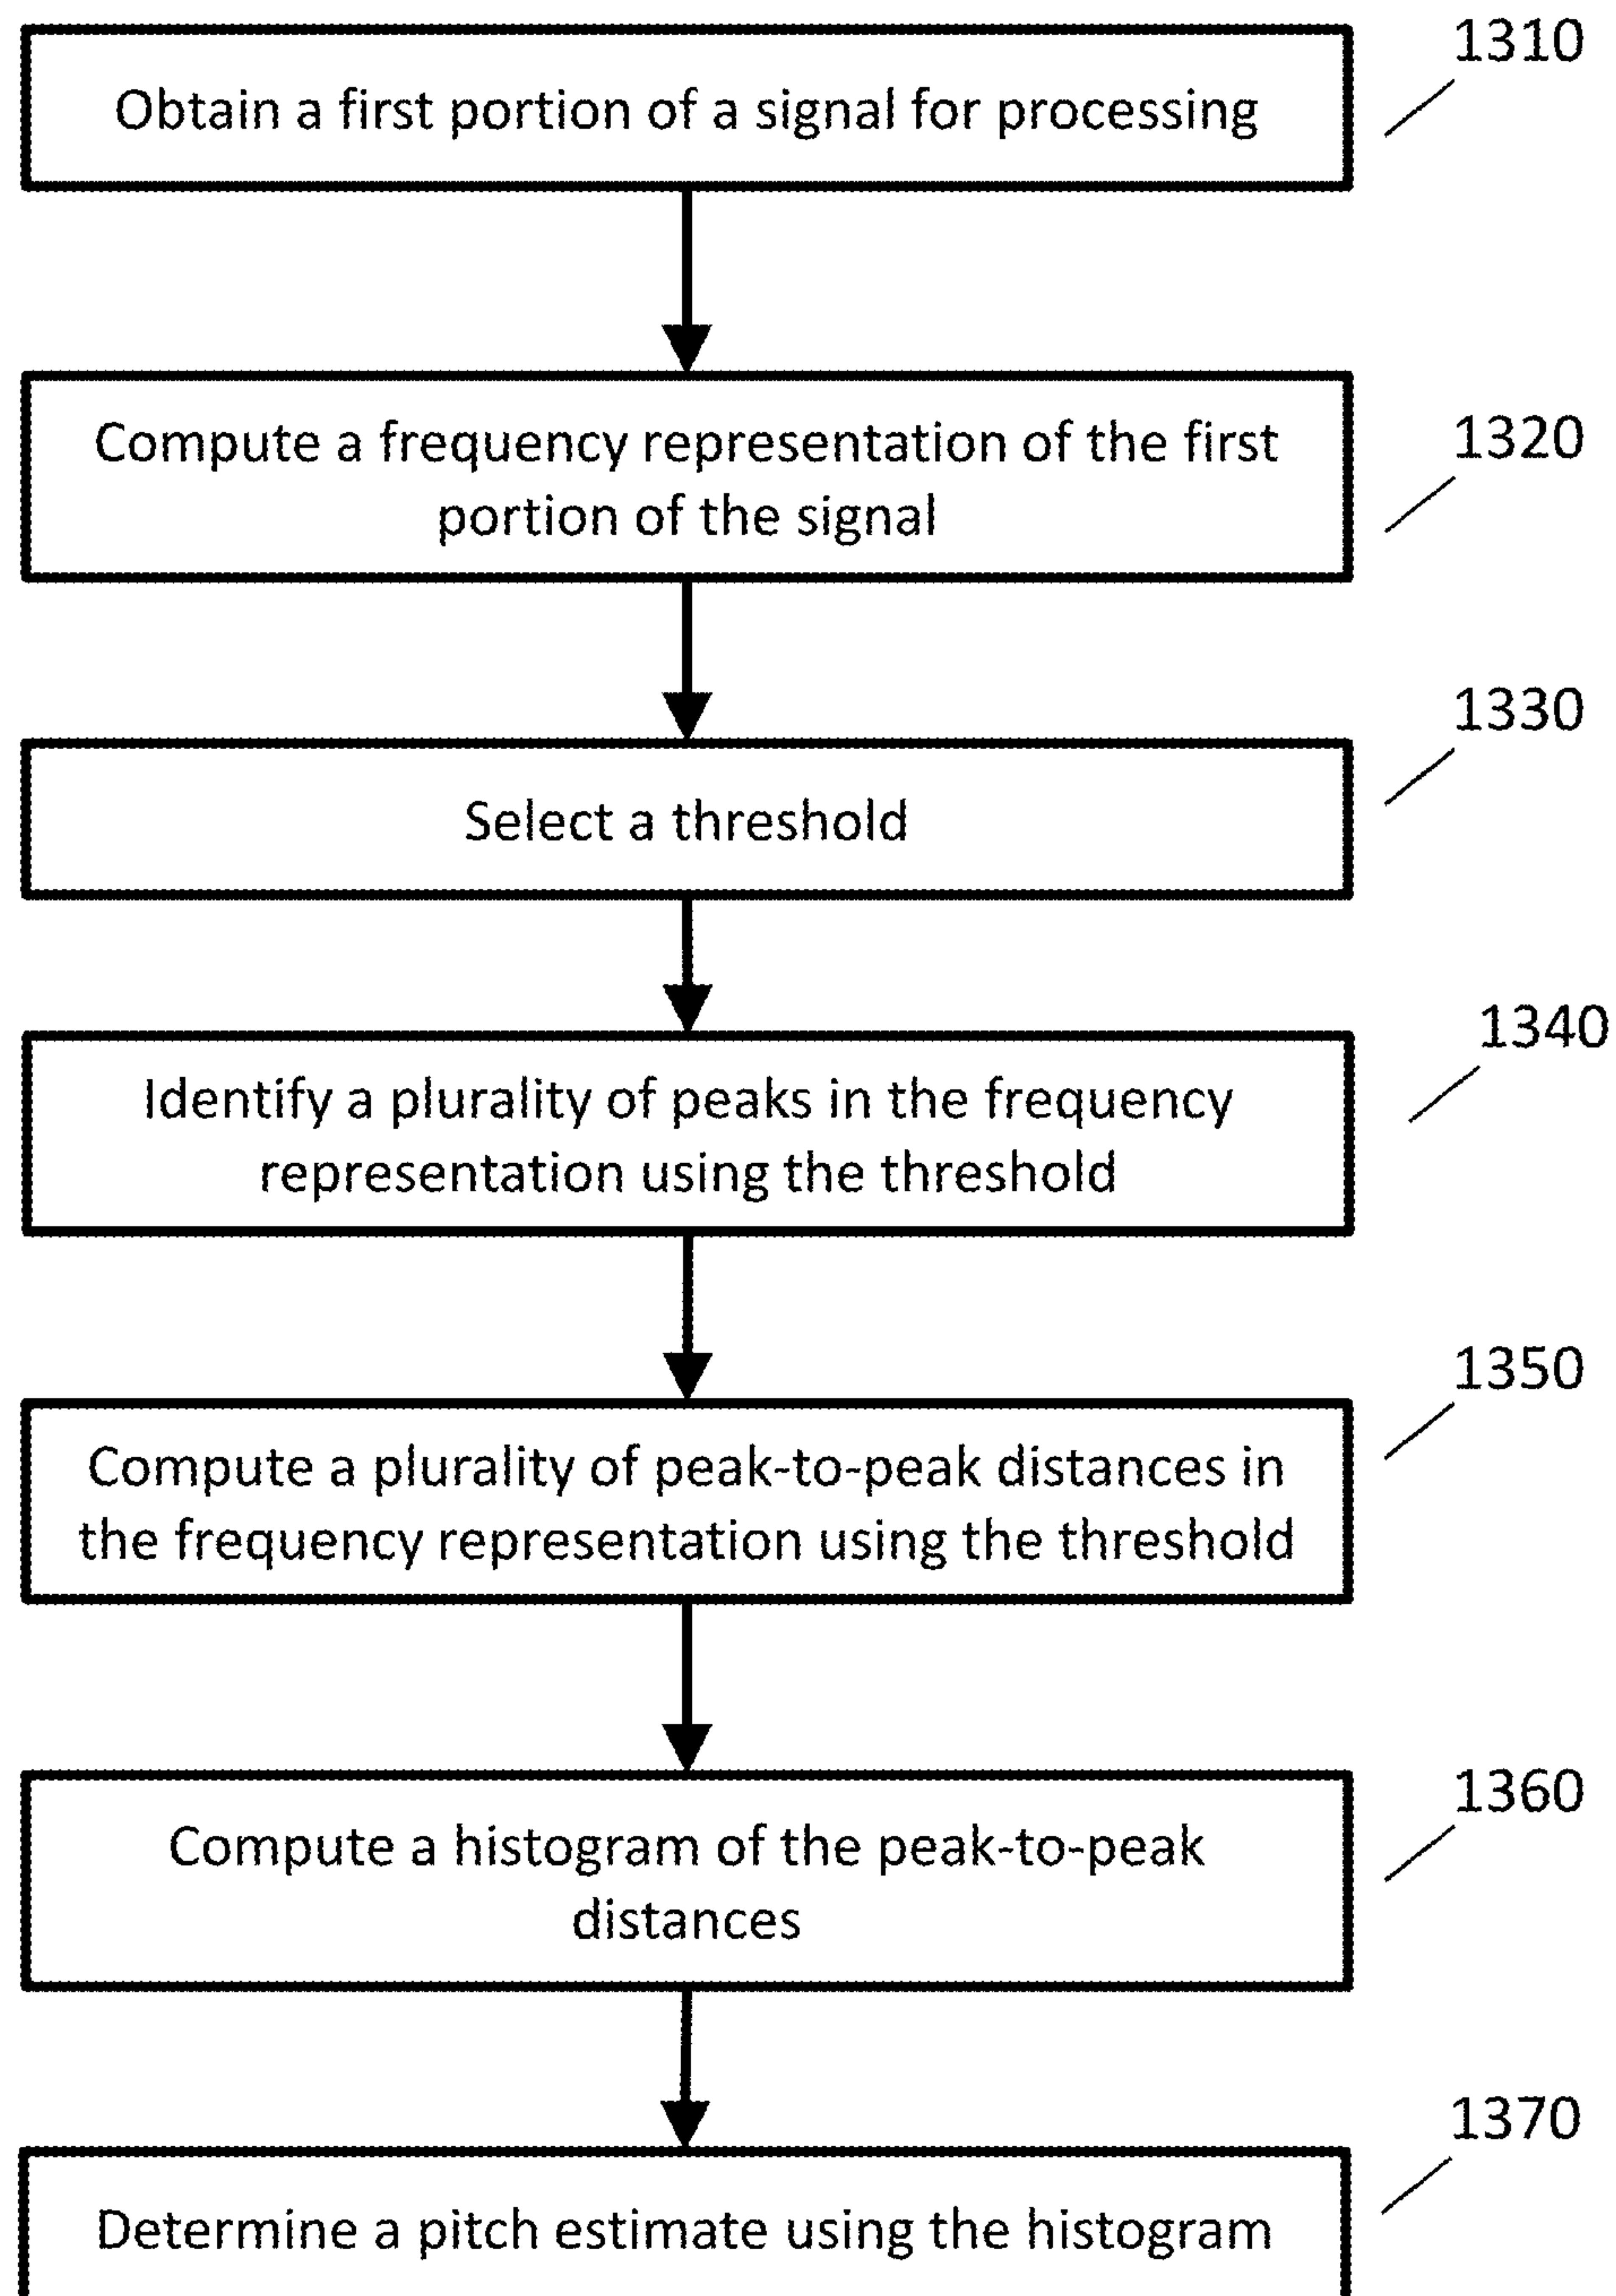 1310
Obtain a first portion of a signal for processing
1320
Compute a frequency representation of the first
portion of the signal
1330
Select a threshold
1340
Identify a plurality of peaks in the frequency
representation using the threshold
1350
Compute a plurality of peak-to-peak distances in
the frequency representation using the threshold
1360
Compute a histogram of the peak-to-peak
distances
1370
Determine a pitch estimate using the histogram